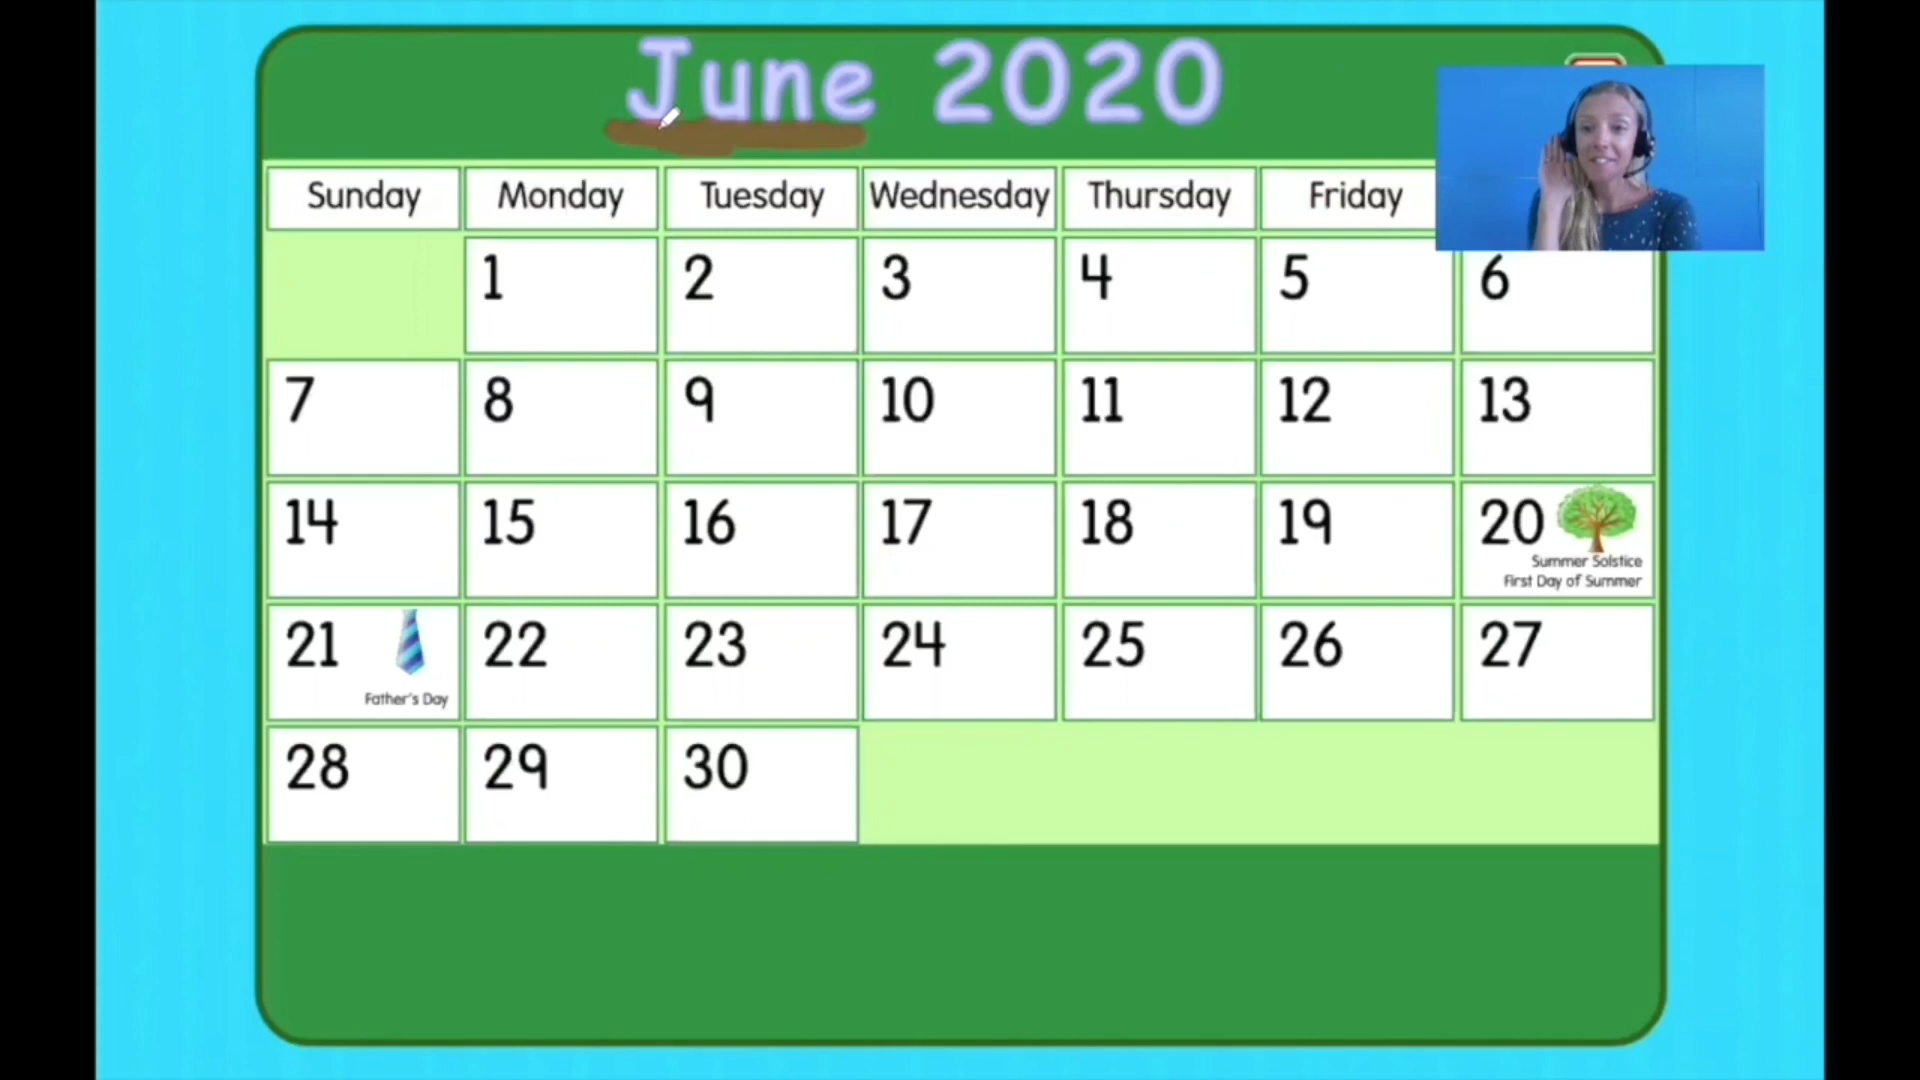 June 2020
Sunday Monday Tuesday Wednesday Thursday Friday
1 2 3 4 5 6
7 8 9 10 11 12 13
14 15 16 17 18 19 20
Summer Solstice
First Day of Summer
21 22 23 24 25 26 27
Father's Day
28 29 30